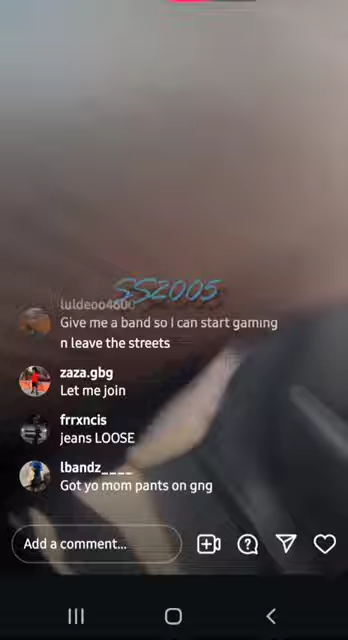 SS2005
luldeoo4800
Give me a band so I can start gaming
n leave the streets
zaza.gbg
Let me join
frrxncis
jeans LOOSE
lbandz____
Got yo mom pants on gng
Add a comment...